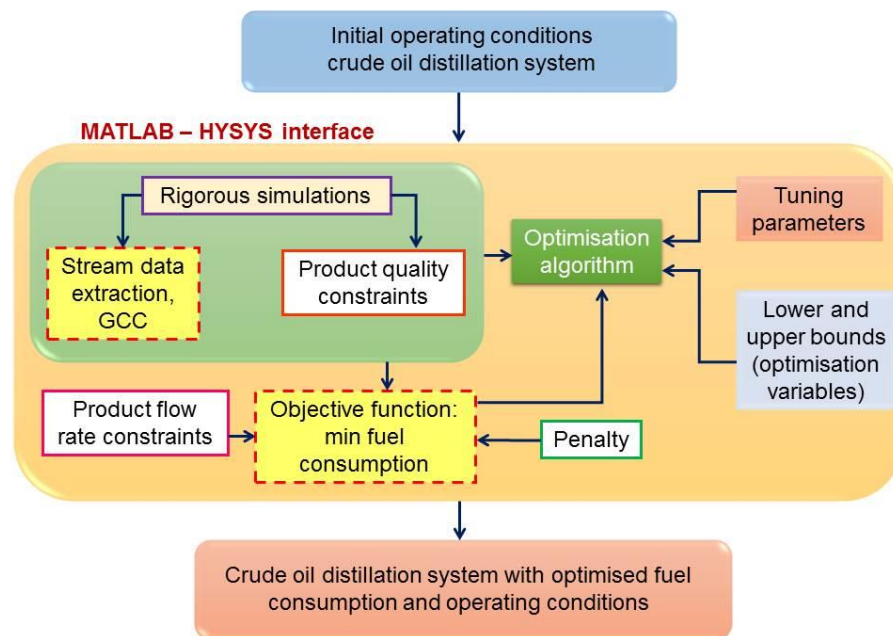 Initial operating conditions
crude oil distillation system
MATLAB – HYSYS interface
Rigorous simulations
Stream data
extraction,
GCC
Product quality
constraints
Optimisation
algorithm
Tuning
parameters
Lower and
upper bounds
(optimisation
variables)
Product flow
rate constraints
Objective function:
min fuel
consumption
Penalty
Crude oil distillation system with optimised fuel
consumption and operating conditions